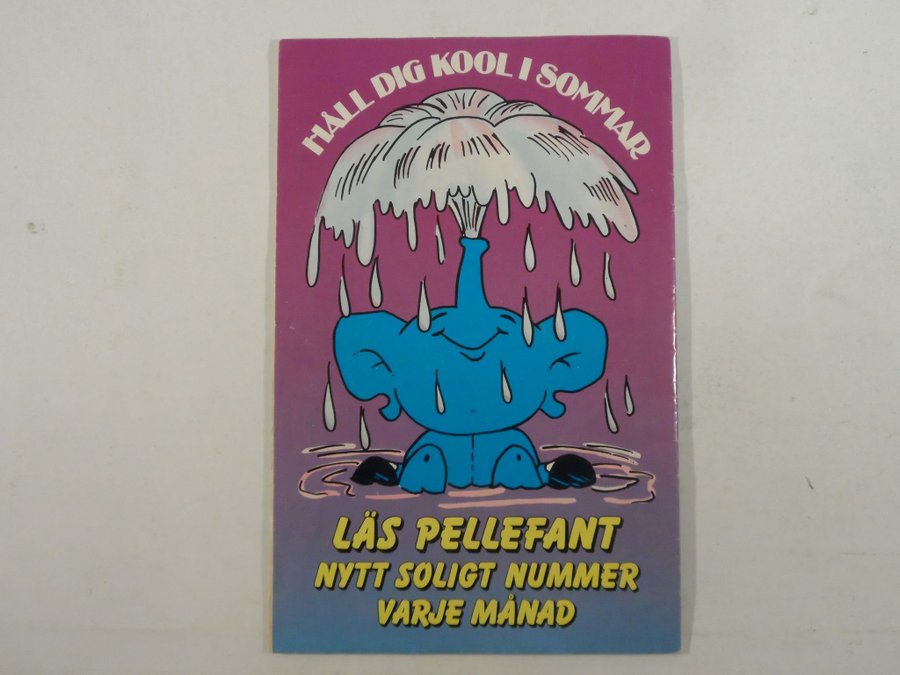 HÅLL DIG KOOL I SOMMAR
LÄS PELLEFANT
NYTT SOLIGT NUMMER
VARJE MÅNAD